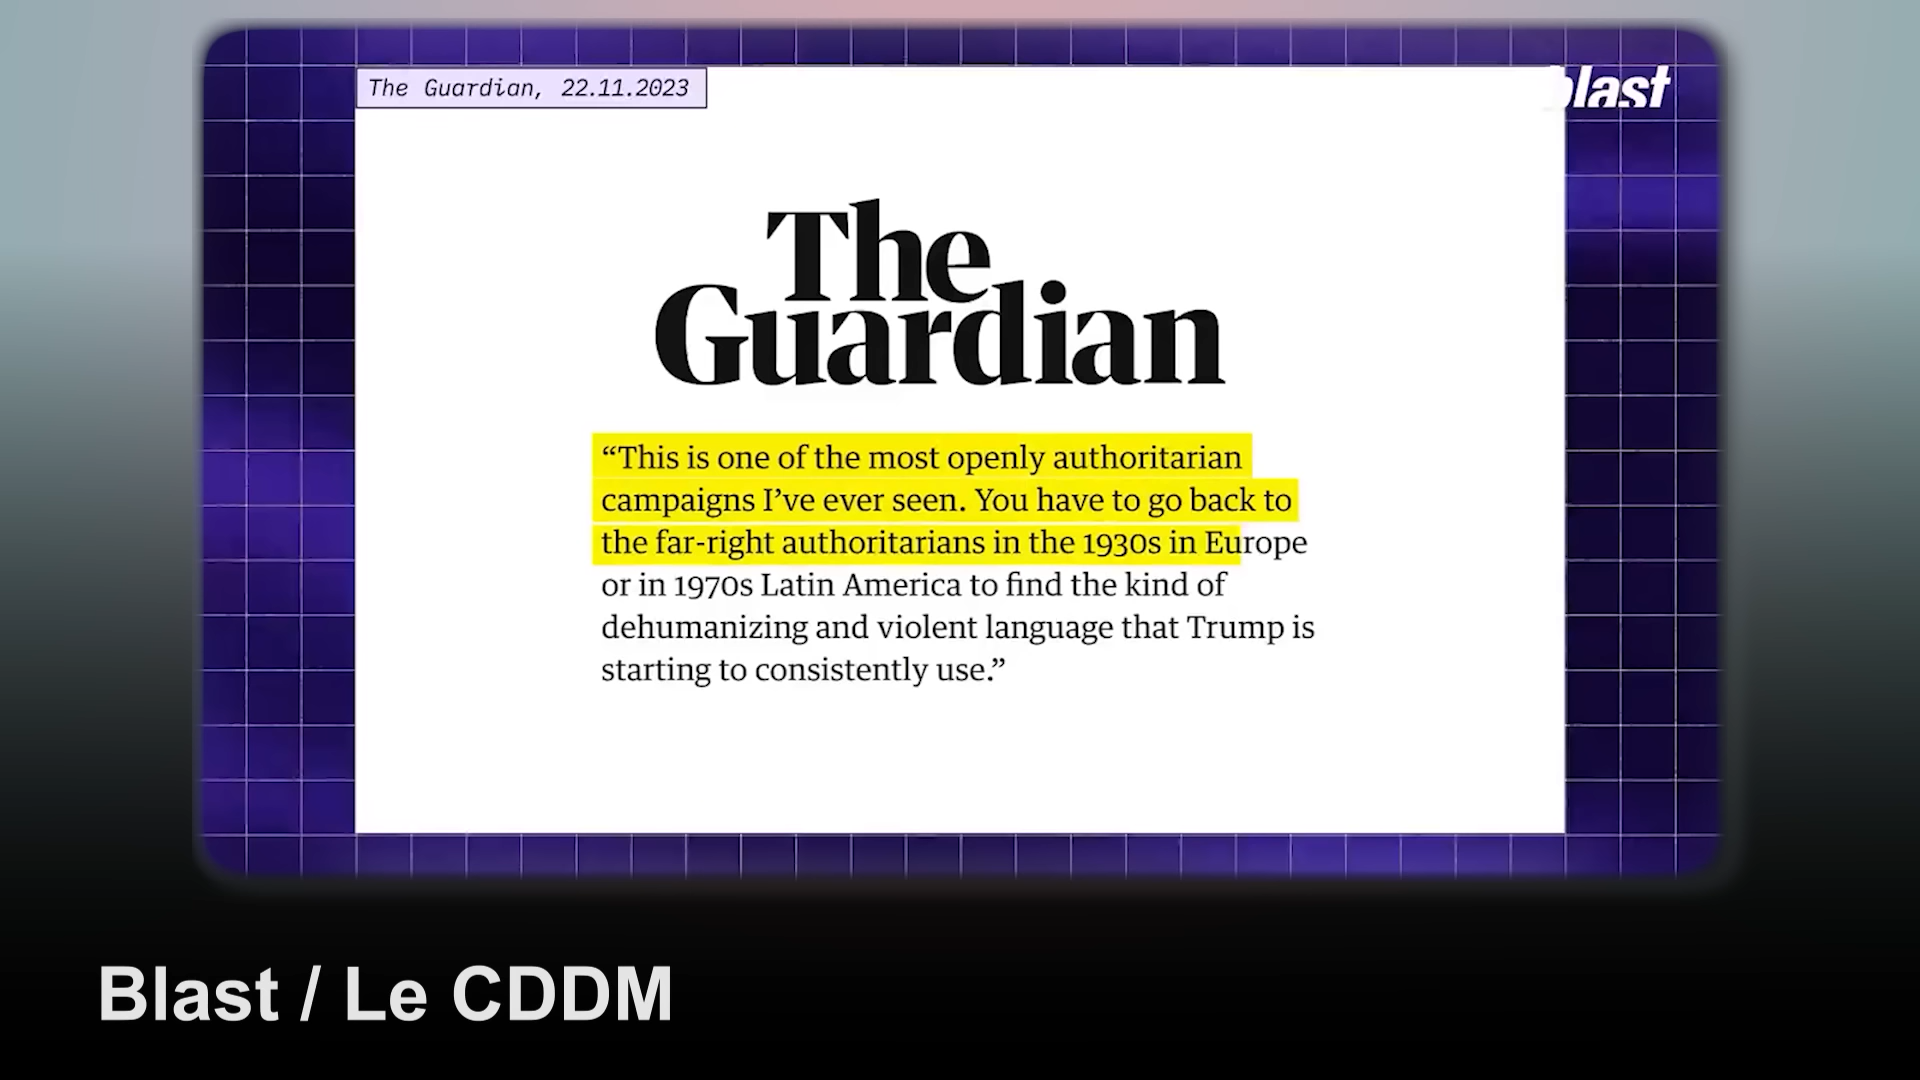 The Guardian, 22.11.2023
blast
The
Guardian
“This is one of the most openly authoritarian
campaigns I’ve ever seen. You have to go back to
the far-right authoritarians in the 1930s in Europe
or in 1970s Latin America to find the kind of
dehumanizing and violent language that Trump is
starting to consistently use.”
Blast / Le CDDM